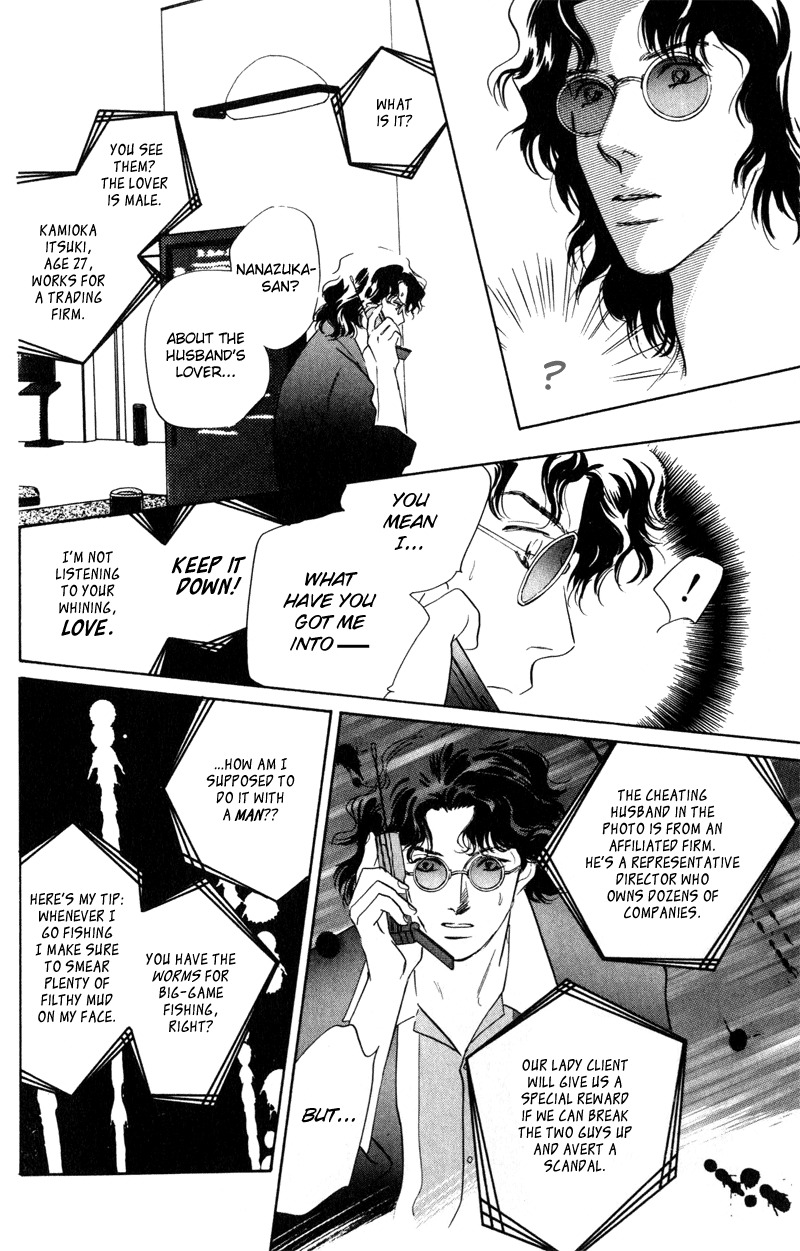 ?
NANAZUKA-
SAN?
ABOUT THE
HUSBAND'S
LOVER...
WHAT
IS IT?
YOU SEE
THEM?
THE LOVER
IS MALE.
KAMIOKA
ITSUKI,
AGE 27,
WORKS FOR
A TRADING
FIRM.
!
YOU
MEAN
I...
WHAT
HAVE YOU
GOT ME
INTO—
KEEP IT
DOWN!
I'M NOT
LISTENING
TO YOUR
WHINING,
LOVE.
THE CHEATING
HUSBAND IN THE
PHOTO IS FROM AN
AFFILIATED FIRM.
HE'S A REPRESENTATIVE
DIRECTOR WHO
OWNS DOZENS OF
COMPANIES.
OUR LADY CLIENT
WILL GIVE US A
SPECIAL REWARD
IF WE CAN BREAK
THE TWO GUYS UP
AND AVERT A
SCANDAL.
BUT...
...HOW AM I
SUPPOSED TO
DO IT WITH
A MAN??
YOU HAVE THE
WORMS FOR
BIG-GAME
FISHING,
RIGHT?
HERE'S MY TIP:
WHENEVER I
GO FISHING
I MAKE SURE
TO SMEAR
PLENTY OF
FILTHY MUD
ON MY FACE.